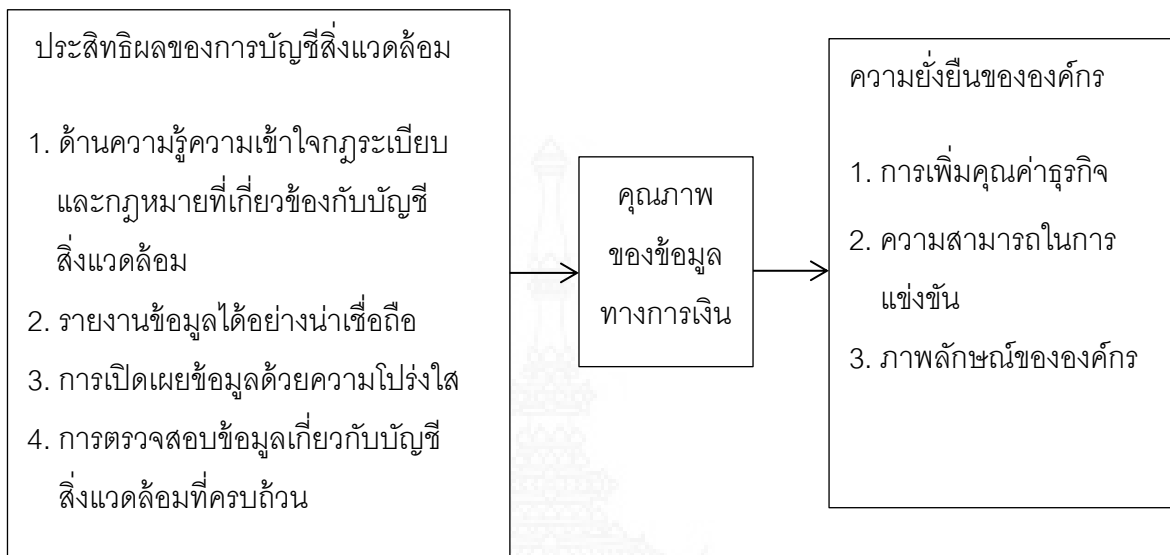 ประสิทธิผลของการบัญชีสิ่งแวดล้อม
1. ด้านความรู้ความเข้าใจกฎระเบียบ
และกฎหมายที่เกี่ยวข้องกับบัญชี
สิ่งแวดล้อม
2. รายงานข้อมูลได้อย่างน่าเชื่อถือ
3. การเปิดเผยข้อมูลด้วยความโปร่งใส
4. การตรวจสอบข้อมูลเกี่ยวกับบัญชี
สิ่งแวดล้อมที่ครบถ้วน
คุณภาพ
ของข้อมูล
ทางการเงิน
ความยั่งยืนขององค์กร
1. การเพิ่มคุณค่าธุรกิจ
2. ความสามารถในการ
แข่งขัน
3. ภาพลักษณ์ขององค์กร